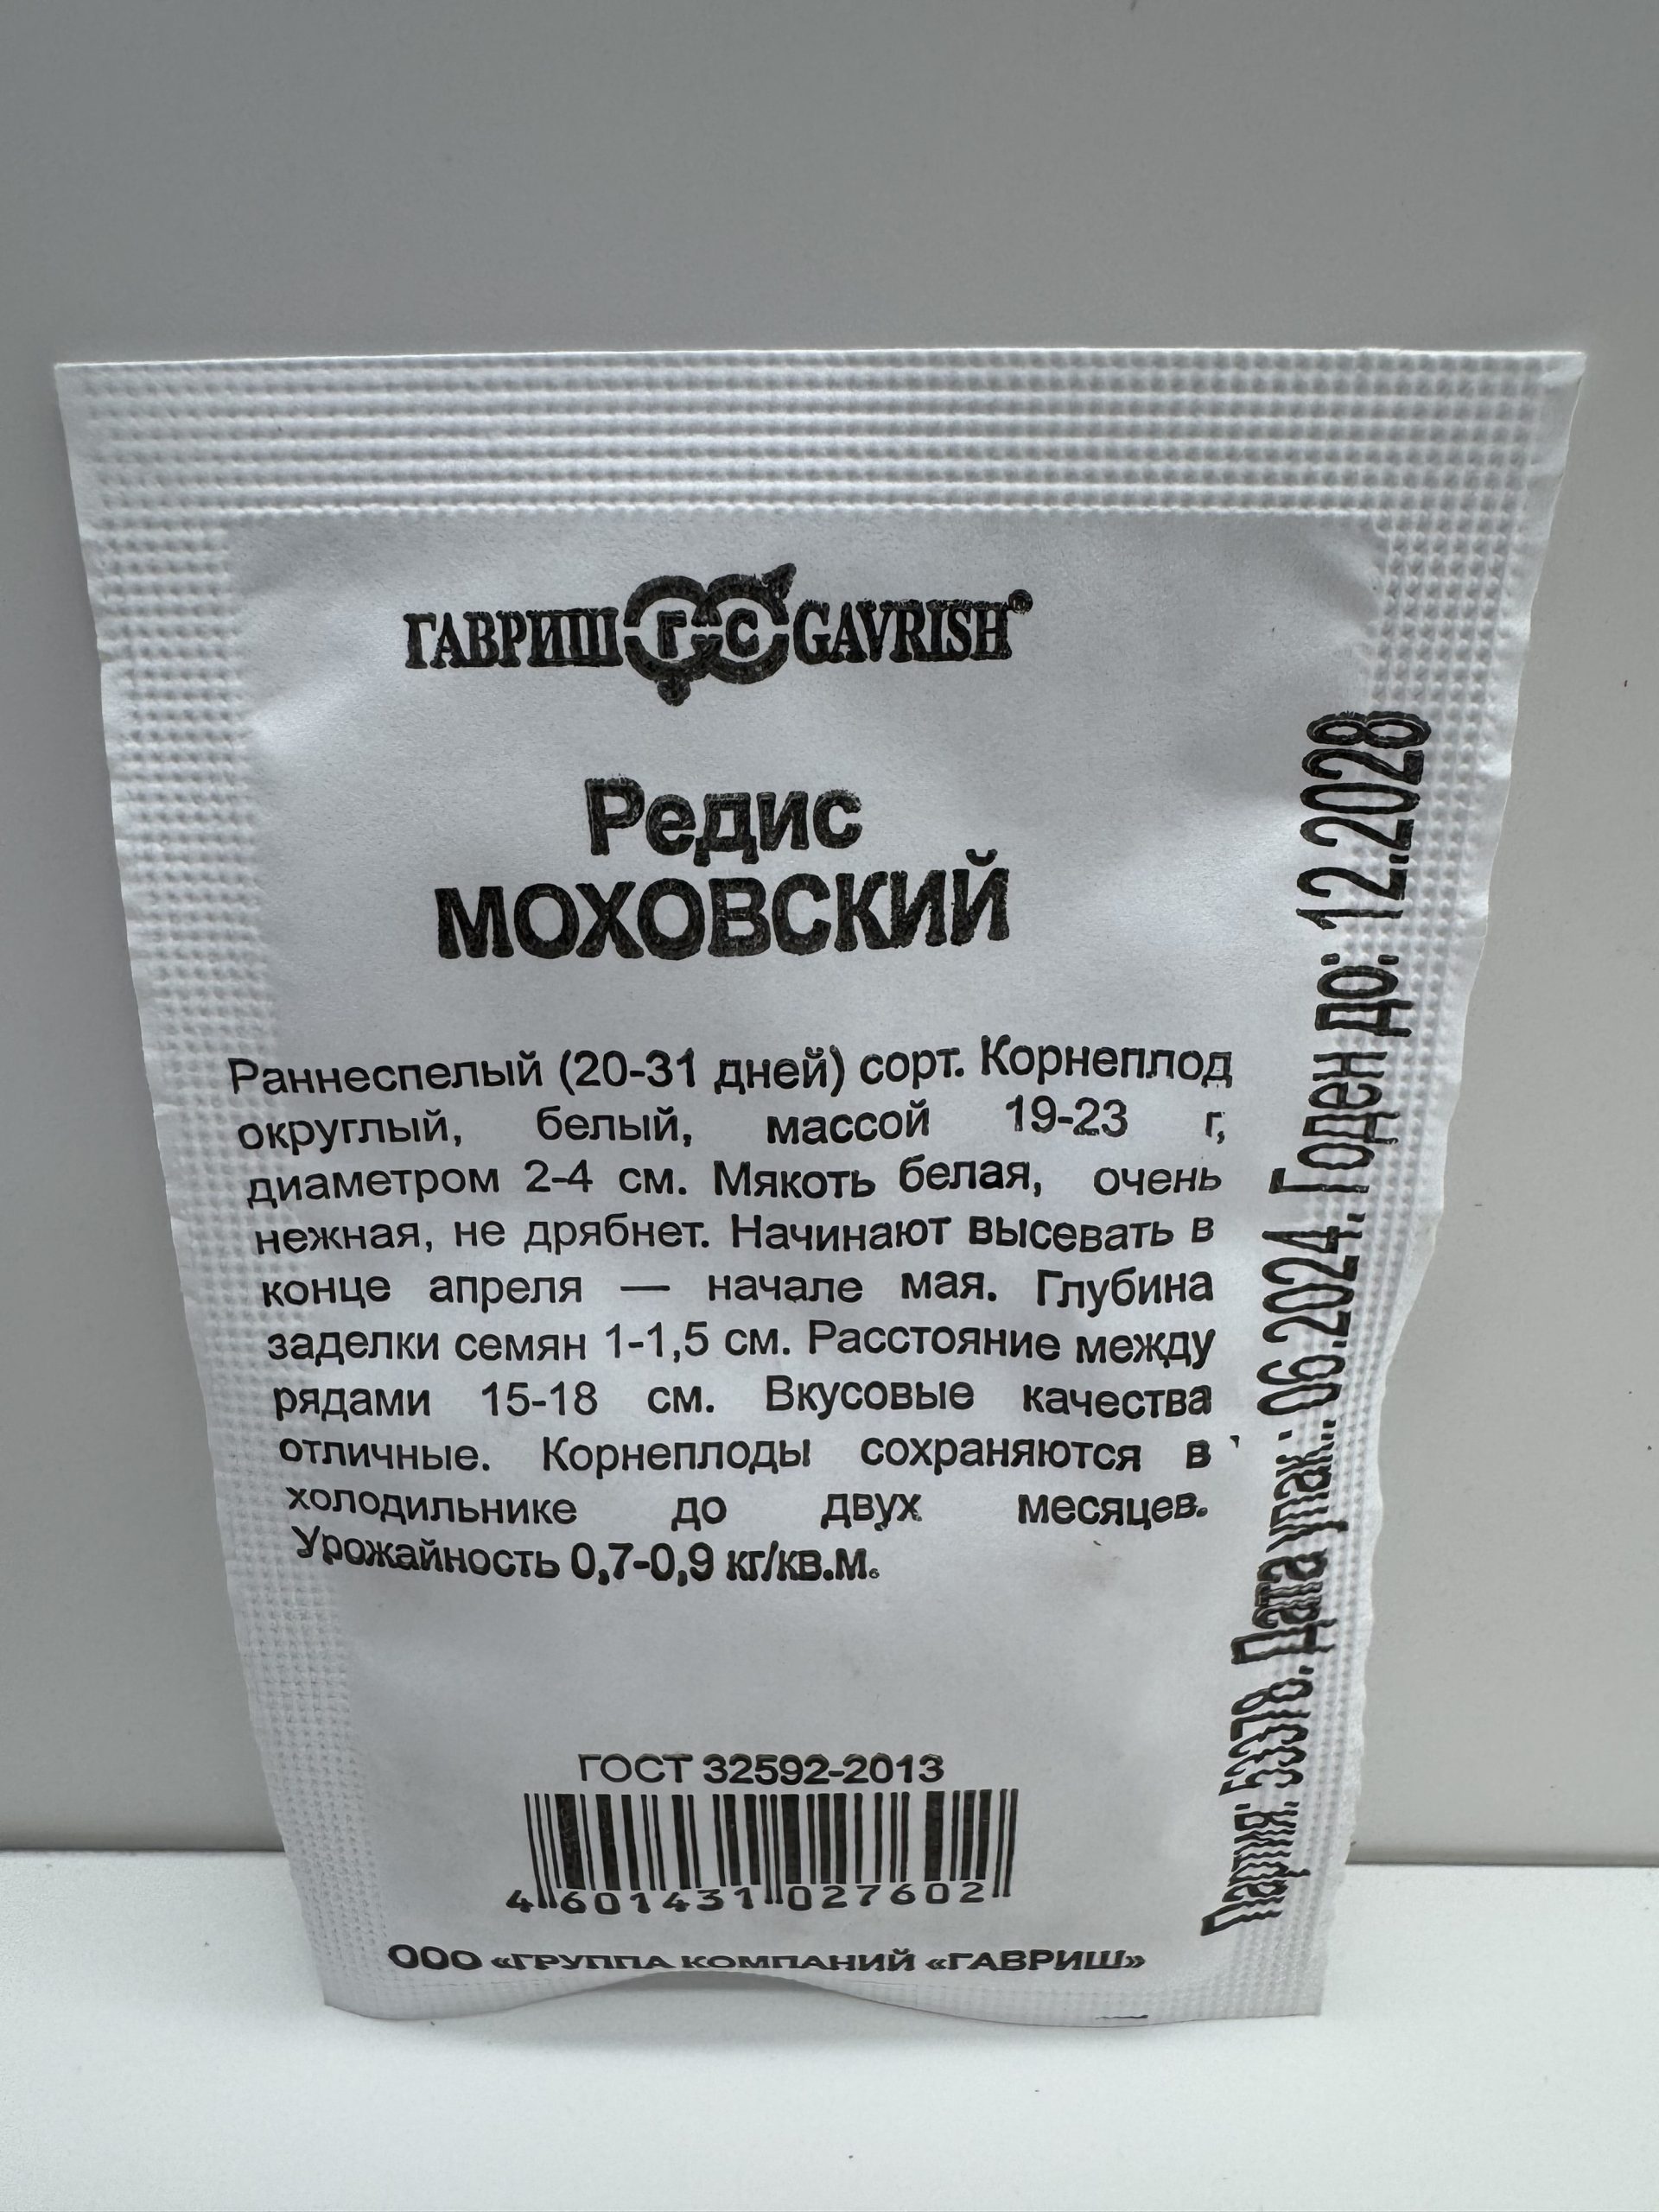 ГАВРИШ ГС GAVRISH®
Редис
МОХОВСКИЙ
Раннеспелый (20-31 дней) сорт. Корнеплод
округлый, белый, массой 19-23 г,
диаметром 2-4 см. Мякоть белая, очень
нежная, не дрябнет. Начинают высевать в
конце апреля — начале мая. Глубина
заделки семян 1-1,5 см. Расстояние между
рядами 15-18 см. Вкусовые качества
отличные. Корнеплоды сохраняются в
холодильнике до двух месяцев.
Урожайность 0,7-0,9 кг/кв.м.
ГОСТ 32592-2013
4 601431 027602
ООО «ГРУППА КОМПАНИЙ «ГАВРИШ»
Партия: 53378. Дата упак.: 06.2024. Годен до: 12.2028